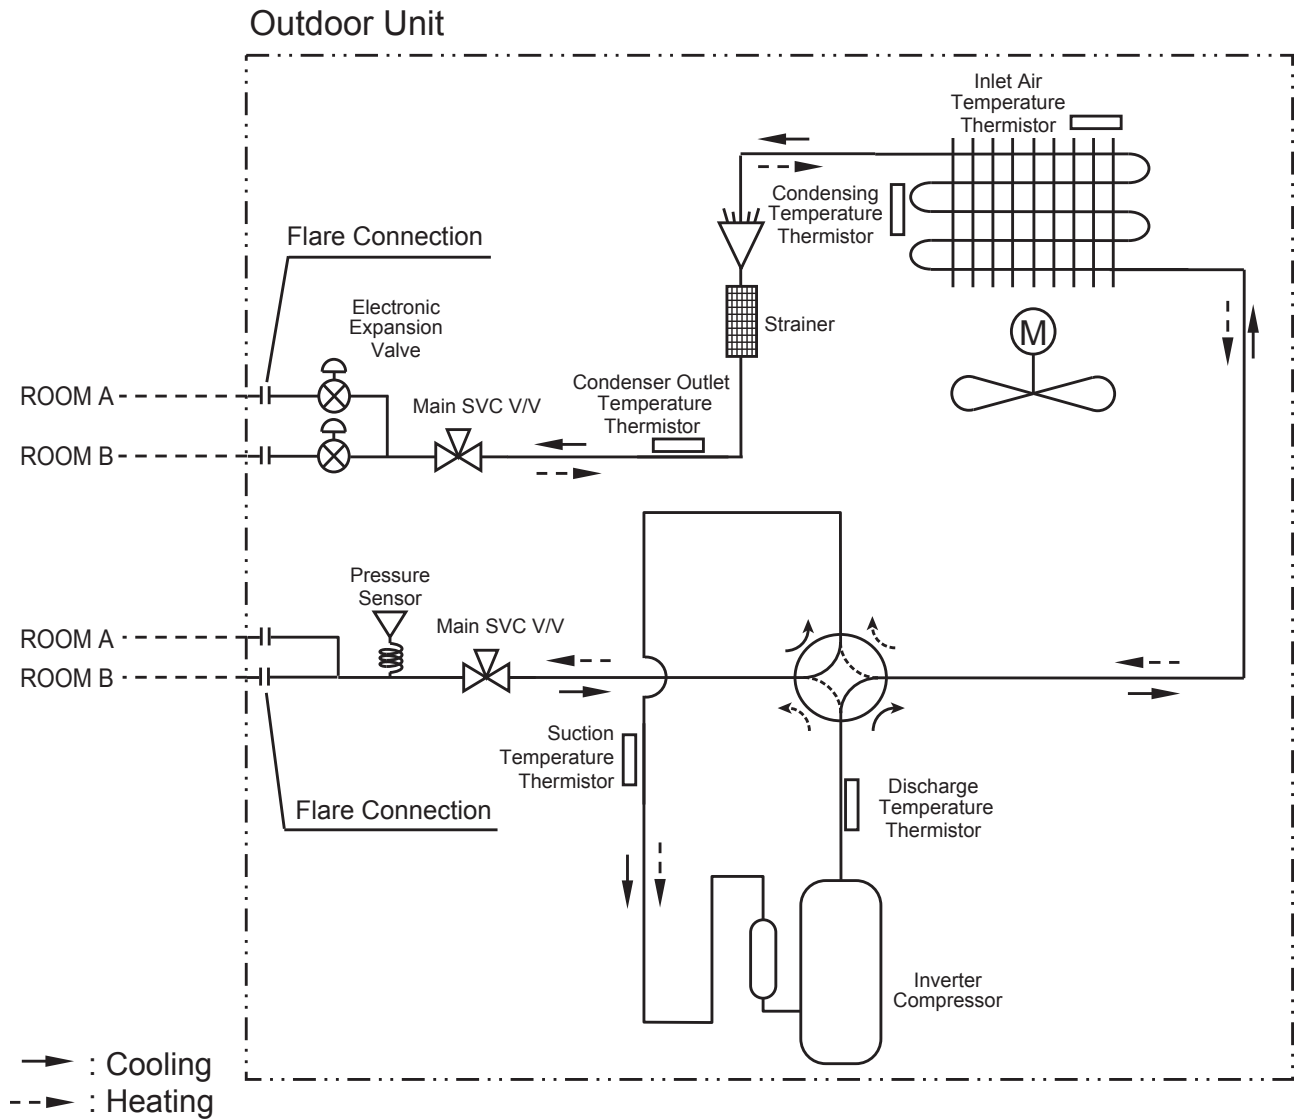 Outdoor Unit
Inlet Air
Temperature
Thermistor
Condensing
Temperature
Thermistor
Flare Connection
Electronic
Expansion
Valve
Strainer
M
Condenser Outlet
Temperature
Thermistor
ROOM A
Main SVC V/V
ROOM B
Pressure
Sensor
Main SVC V/V
ROOM A
ROOM B
Suction
Temperature
Thermistor
Flare Connection
Discharge
Temperature
Thermistor
Inverter
Compressor
: Cooling
: Heating